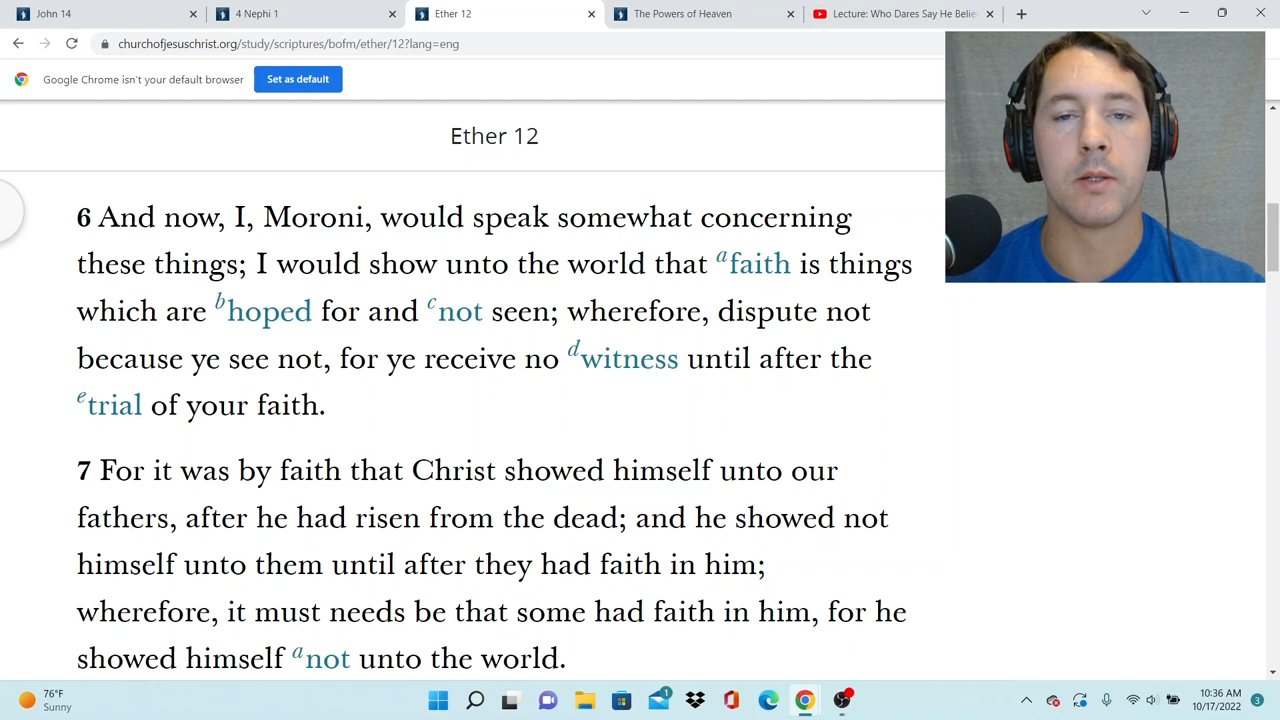 John 14
4 Nephi 1
Ether 12
The Powers of Heaven
Lecture: Who Dares Say He Belie
churchofjesuschrist.org/study/scriptures/bofm/ether/12?lang=eng
Google Chrome isn't your default browser
Set as default
Ether 12
6 And now, I, Moroni, would speak somewhat concerning
these things; I would show unto the world that a faith is things
which are b hoped for and c not seen; wherefore, dispute not
because ye see not, for ye receive no d witness until after the
e trial of your faith.
7 For it was by faith that Christ showed himself unto our
fathers, after he had risen from the dead; and he showed not
himself unto them until after they had faith in him;
wherefore, it must needs be that some had faith in him, for he
showed himself a not unto the world.
76°F
Sunny
1
10:36 AM
10/17/2022
3